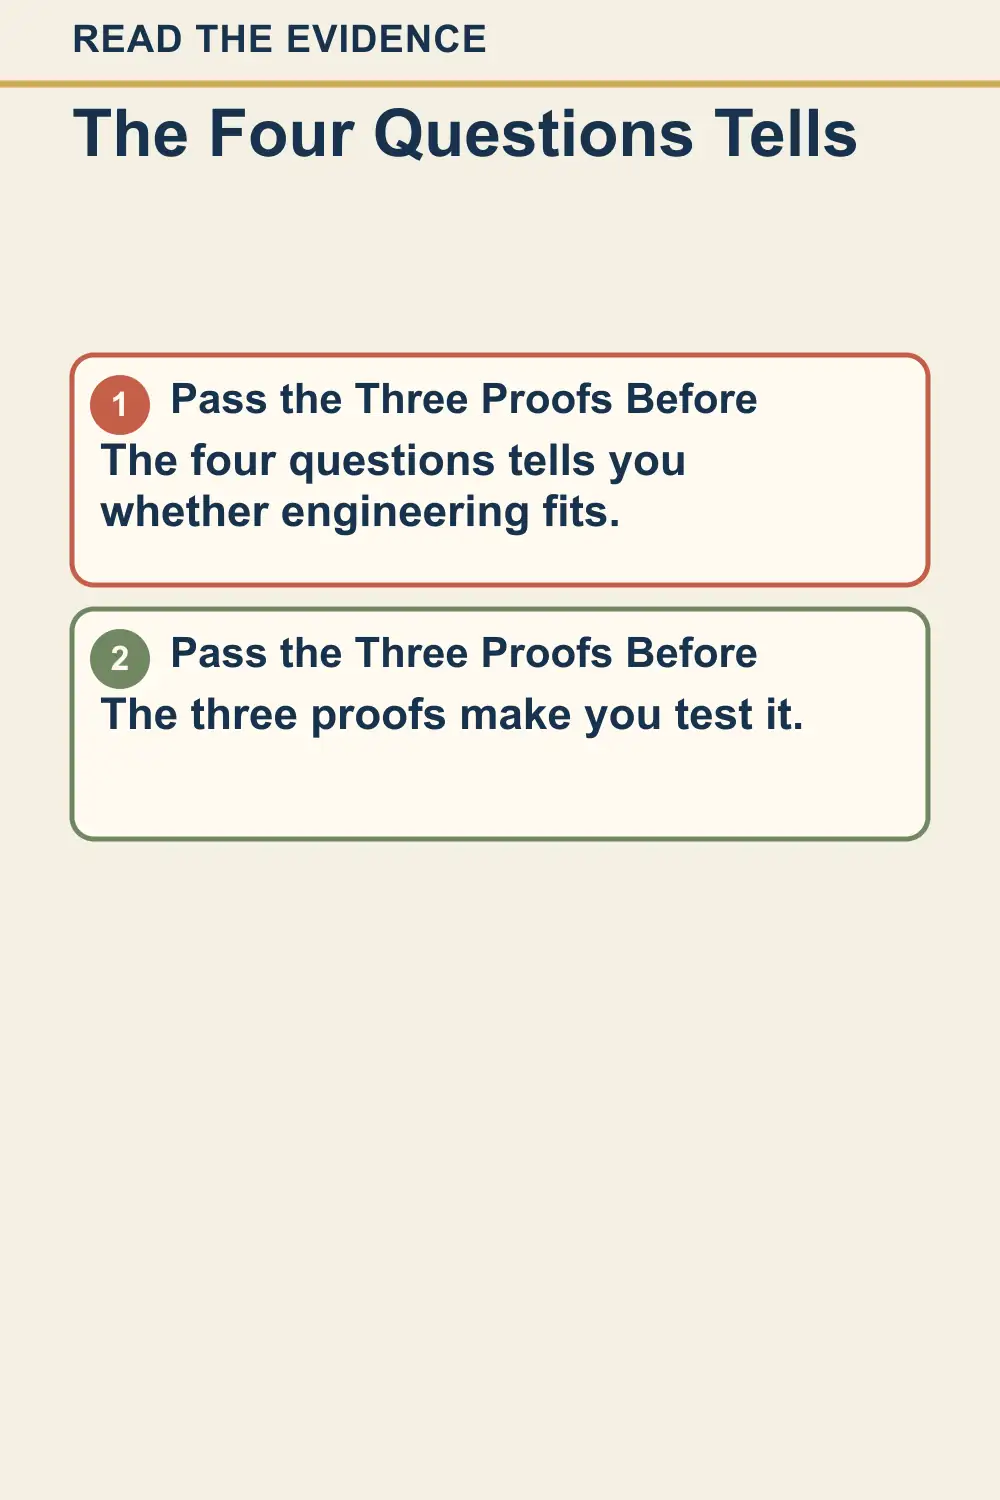 READ THE EVIDENCE
The Four Questions Tells
1 Pass the Three Proofs Before
The four questions tells you
whether engineering fits.
2 Pass the Three Proofs Before
The three proofs make you test it.